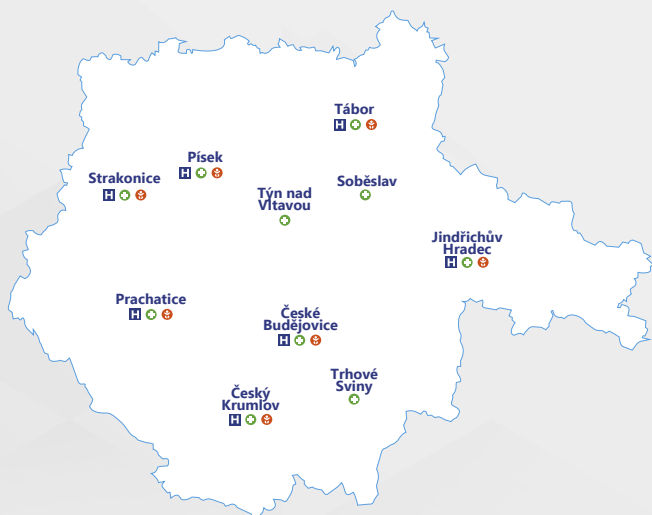 Tábor
H
Písek
H
Strakonice
H
Soběslav
Týn nad
Vltavou
Jindřichův
Hradec
H
Prachatice
H
České
Budějovice
H
Trhové
Sviny
Český
Krumlov
H